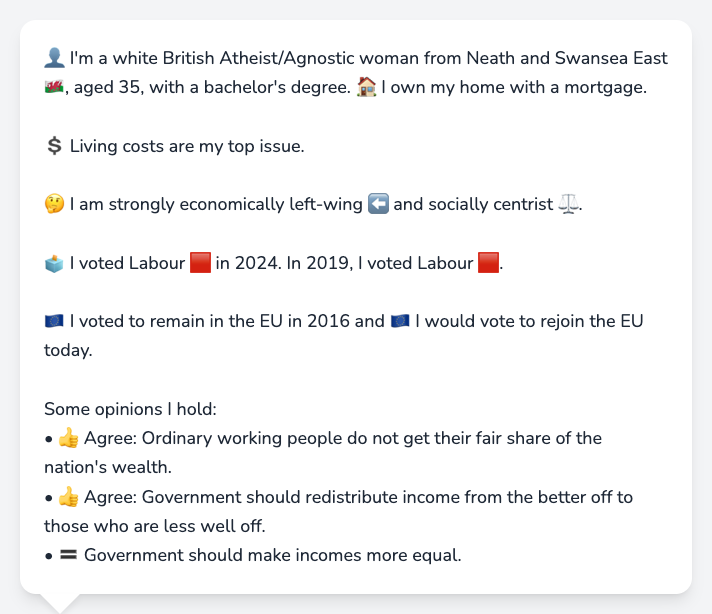 👤 I'm a white British Atheist/Agnostic woman from Neath and Swansea East
🏴󠁧󠁢󠁷󠁬󠁳󠁿, aged 35, with a bachelor's degree. 🏠 I own my home with a mortgage.
💲 Living costs are my top issue.
🤔 I am strongly economically left-wing ⬅️ and socially centrist ⚖️.
🗳️ I voted Labour 🟥 in 2024. In 2019, I voted Labour 🟥.
🇪🇺 I voted to remain in the EU in 2016 and 🇪🇺 I would vote to rejoin the EU
today.
Some opinions I hold:
• 👍 Agree: Ordinary working people do not get their fair share of the
nation's wealth.
• 👍 Agree: Government should redistribute income from the better off to
those who are less well off.
• 🟰 Government should make incomes more equal.